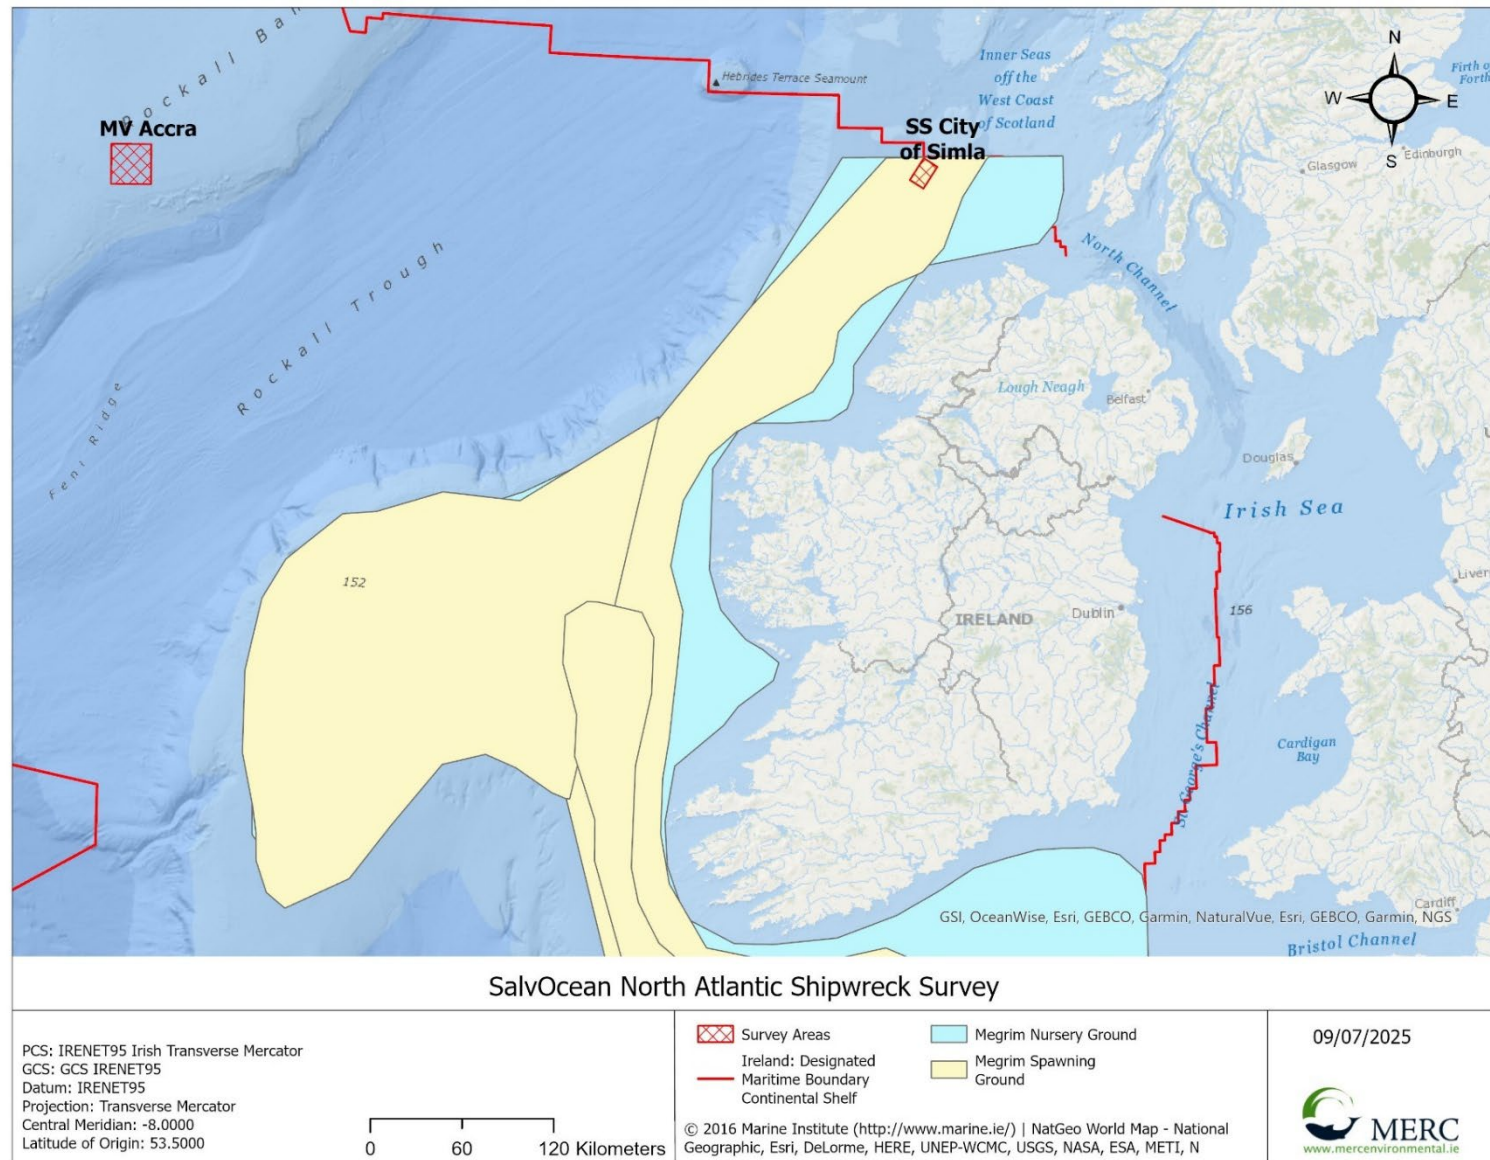 Rockall Ban
Hebrides Terrace Seamount
Inner Seas
off the
West Coast
of Scotland
Firth o
Forth
N
W
E
S
MV Accra
SS City
of Simla
Glasgow
Edinburgh
North Channel
Rockall Trough
Feni Ridge
Lough Neagh
Belfast
Douglas
Irish Sea
Liver
152
156
IRELAND
Dublin
St. George's Channel
Cardigan
Bay
Cardiff
GSI, OceanWise, Esri, GEBCO, Garmin, NaturalVue, Esri, GEBCO, Garmin, NGS
Bristol Channel
SalvOcean North Atlantic Shipwreck Survey
PCS: IRENET95 Irish Transverse Mercator
GCS: GCS IRENET95
Datum: IRENET95
Projection: Transverse Mercator
Central Meridian: -8.0000
Latitude of Origin: 53.5000
0 60 120 Kilometers
Survey Areas
Ireland: Designated
Maritime Boundary
Continental Shelf
Megrim Nursery Ground
Megrim Spawning
Ground
© 2016 Marine Institute (http://www.marine.ie/) | NatGeo World Map - National
Geographic, Esri, DeLorme, HERE, UNEP-WCMC, USGS, NASA, ESA, METI, N
09/07/2025
MERC
www.mercenvironmental.ie